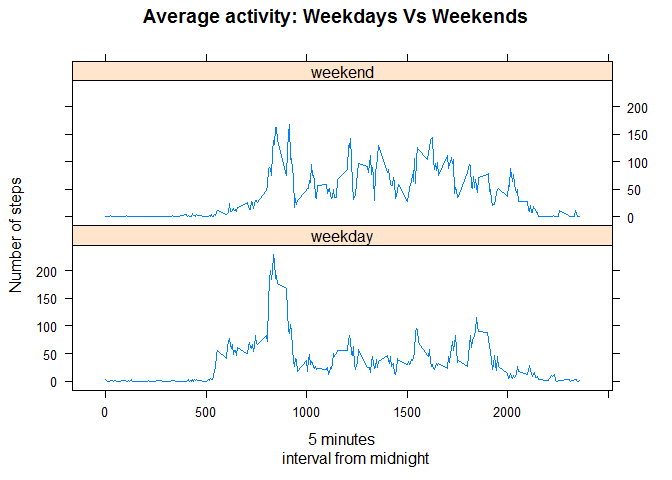 Average activity: Weekdays Vs Weekends
weekend
200
150
100
50
0
weekday
200
150
100
50
0
Number of steps
0 500 1000 1500 2000
5 minutes
interval from midnight